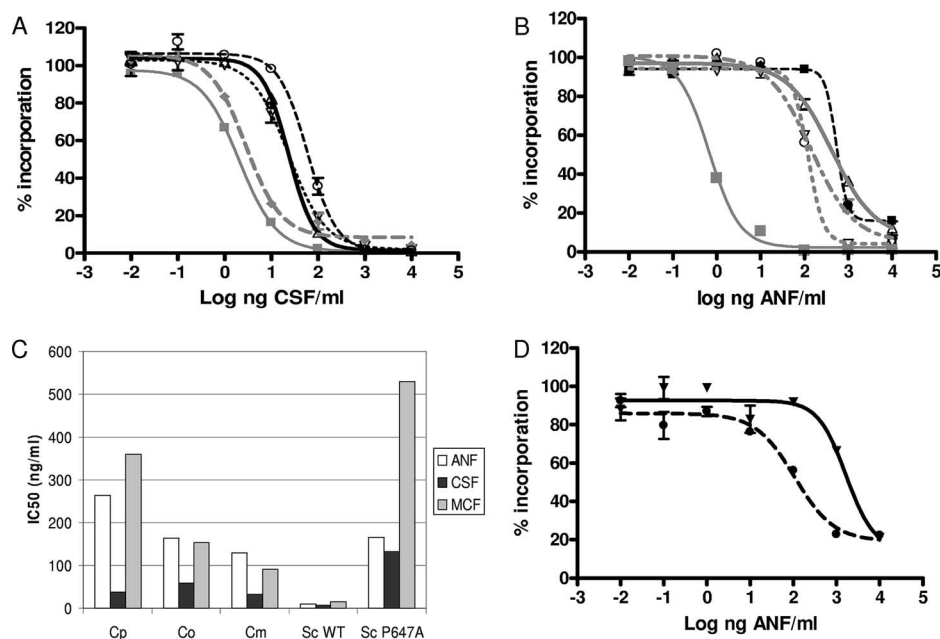 A
120
100
80
60
40
20
0
% incorporation
-3 -2 -1 0 1 2 3 4 5
Log ng CSF/ml
B
120
100
80
60
40
20
0
% incorporation
-3 -2 -1 0 1 2 3 4 5
log ng ANF/ml
C
600
500
400
300
200
100
0
IC50 (ng/ml)
Cp Co Cm Sc WT Sc P647A
ANF
CSF
MCF
D
120
100
80
60
40
20
0
% incorporation
-3 -2 -1 0 1 2 3 4 5
Log ng ANF/ml